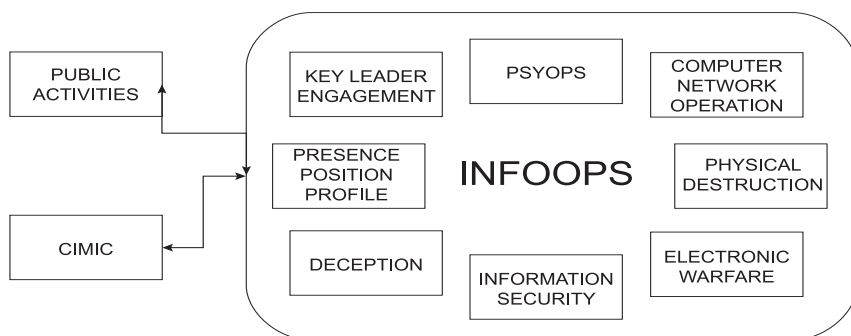 PUBLIC
ACTIVITIES
CIMIC
KEY LEADER
ENGAGEMENT
PSYOPS
COMPUTER
NETWORK
OPERATION
PRESENCE
POSITION
PROFILE
INFOOPS
PHYSICAL
DESTRUCTION
DECEPTION
INFORMATION
SECURITY
ELECTRONIC
WARFARE